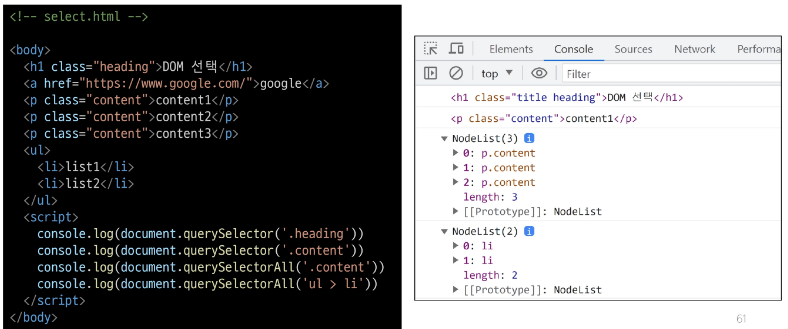 <!-- select.html -->
<body>
<h1 class="heading">DOM 선택</h1>
<a href="https://www.google.com/">google</a>
<p class="content">content1</p>
<p class="content">content2</p>
<p class="content">content3</p>
<ul>
<li>list1</li>
<li>list2</li>
</ul>
<script>
console.log(document.querySelector('.heading'))
console.log(document.querySelector('.content'))
console.log(document.querySelectorAll('.content'))
console.log(document.querySelectorAll('ul > li'))
</script>
</body>
Elements Console Sources Network Performa
top ▼ Filter
<h1 class="title heading">DOM 선택</h1>
<p class="content">content1</p>
▼ NodeList(3) i
▶ 0: p.content
▶ 1: p.content
▶ 2: p.content
length: 3
▶ [[Prototype]]: NodeList
▼ NodeList(2) i
▶ 0: li
▶ 1: li
length: 2
▶ [[Prototype]]: NodeList
61